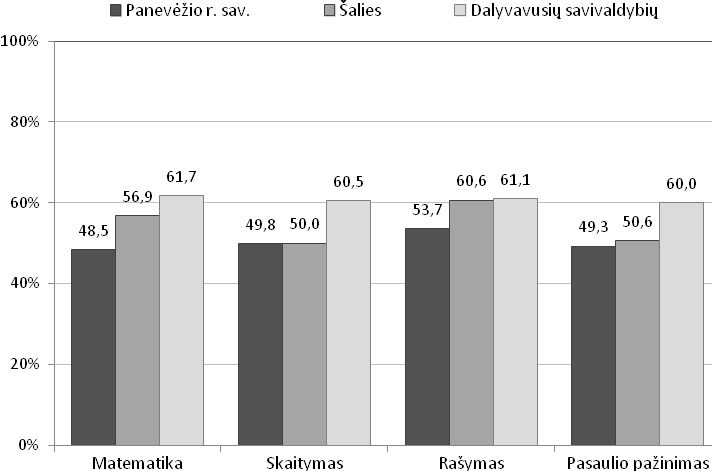 Panevėžio r. sav. Šalies Dalyvavusių savivaldybių
100%
80%
60%
40%
20%
0%
48,5 56,9 61,7
49,8 50,0 60,5
53,7 60,6 61,1
49,3 50,6 60,0
Matematika Skaitymas Rašymas Pasaulio pažinimas